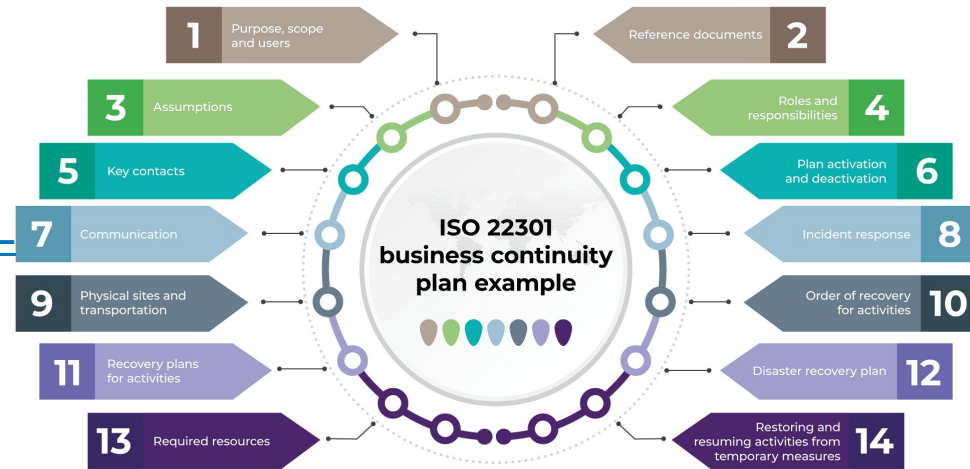 1
Purpose, scope
and users
Reference documents
2
3
Assumptions
Roles and
responsibilities
4
5
Key contacts
Plan activation
and deactivation
6
7
Communication
Incident response
8
9
Physical sites and
transportation
Order of recovery
for activities
10
11
Recovery plans
for activities
Disaster recovery plan
12
13
Required resources
Restoring and
resuming activities from
temporary measures
14
ISO 22301
business continuity
plan example